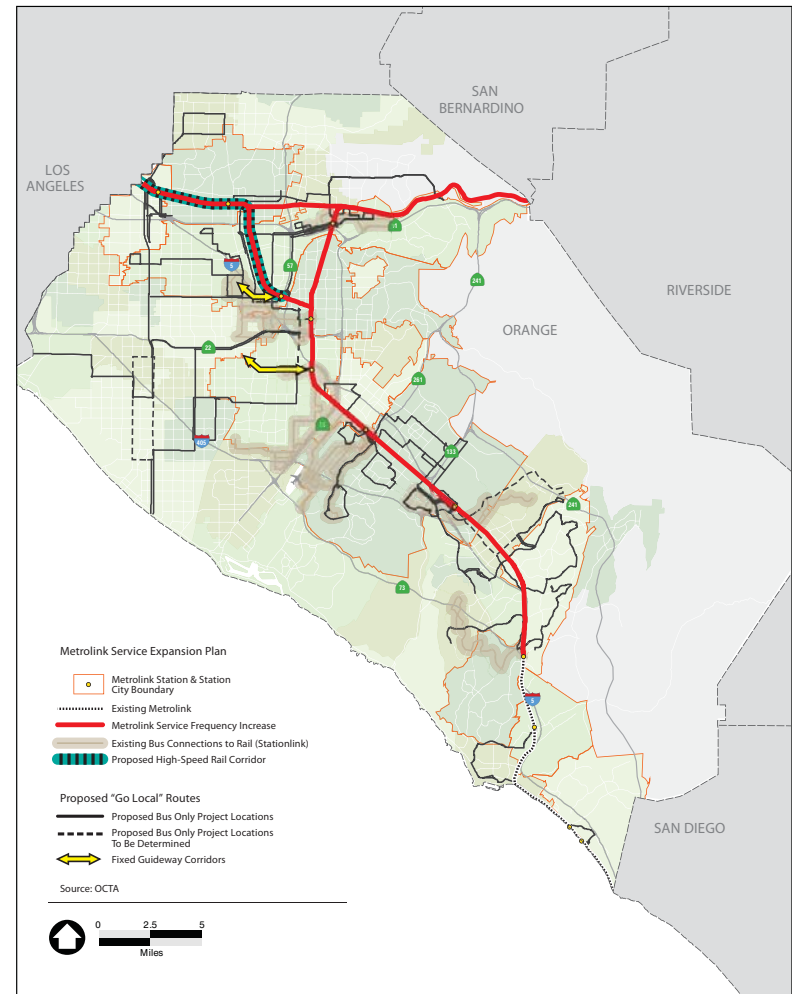 SAN
BERNARDINO
LOS
ANGELES
91
5
57
241
RIVERSIDE
ORANGE
22
261
405
133
241
73
Metrolink Service Expansion Plan
Metrolink Station & Station
City Boundary
Existing Metrolink
5
Metrolink Service Frequency Increase
Existing Bus Connections to Rail (Stationlink)
Proposed High-Speed Rail Corridor
Proposed "Go Local" Routes
Proposed Bus Only Project Locations
Proposed Bus Only Project Locations
To Be Determined
SAN DIEGO
Fixed Guideway Corridors
Source: OCTA
0 2.5 5
Miles